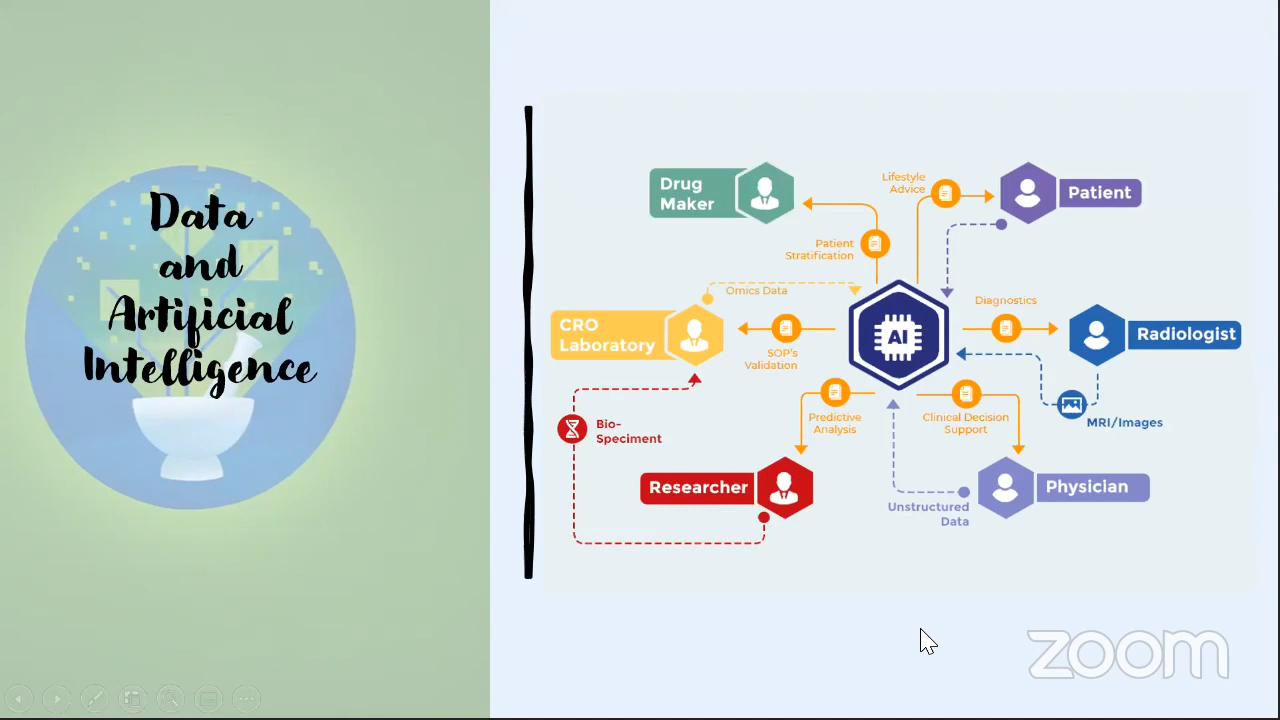 Data
and
Artificial
Intelligence
Drug
Maker
Lifestyle
Advice
Patient
Patient
Stratification
Omics Data
Diagnostics
CRO
Laboratory
AI
Radiologist
SOP's
Validation
Predictive
Analysis
Clinical Decision
Support
MRI/Images
Bio-
Speciment
Researcher
Physician
Unstructured
Data
zoom